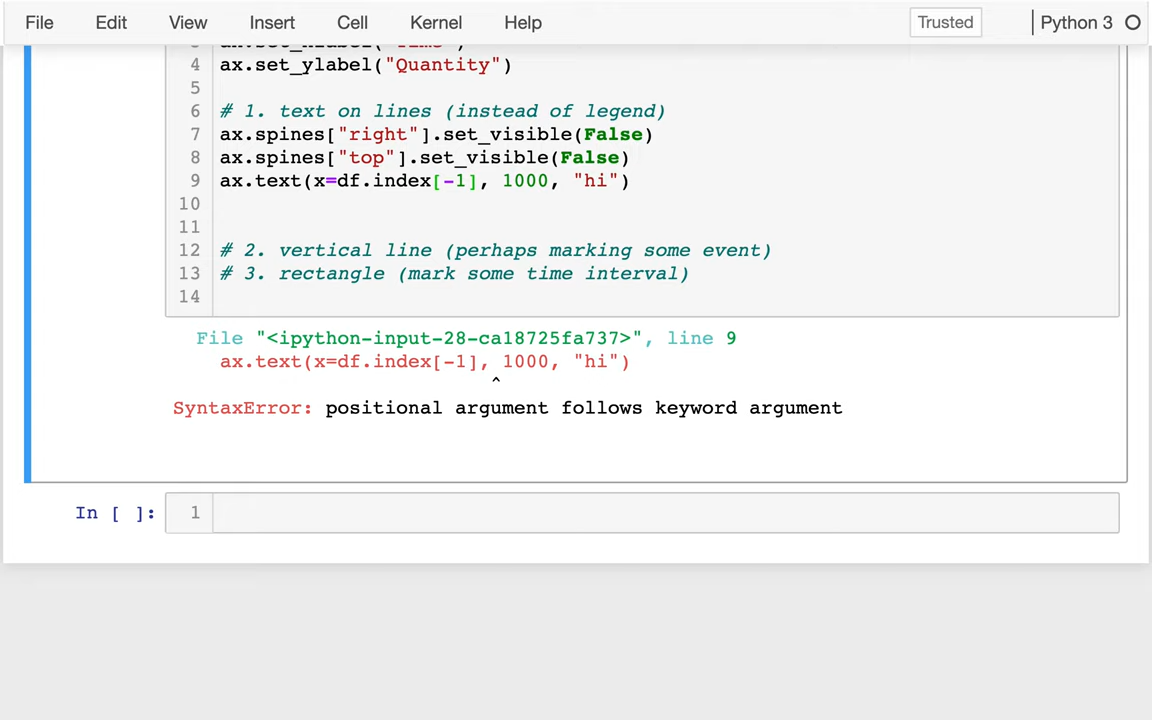 File Edit View Insert Cell Kernel Help Trusted Python 3
4 ax.set_ylabel("Quantity")
5
6 # 1. text on lines (instead of legend)
7 ax.spines["right"].set_visible(False)
8 ax.spines["top"].set_visible(False)
9 ax.text(x=df.index[-1], 1000, "hi")
10
11
12 # 2. vertical line (perhaps marking some event)
13 # 3. rectangle (mark some time interval)
14
File "<ipython-input-28-ca18725fa737>", line 9
ax.text(x=df.index[-1], 1000, "hi")
^
SyntaxError: positional argument follows keyword argument
In [ ]: 1